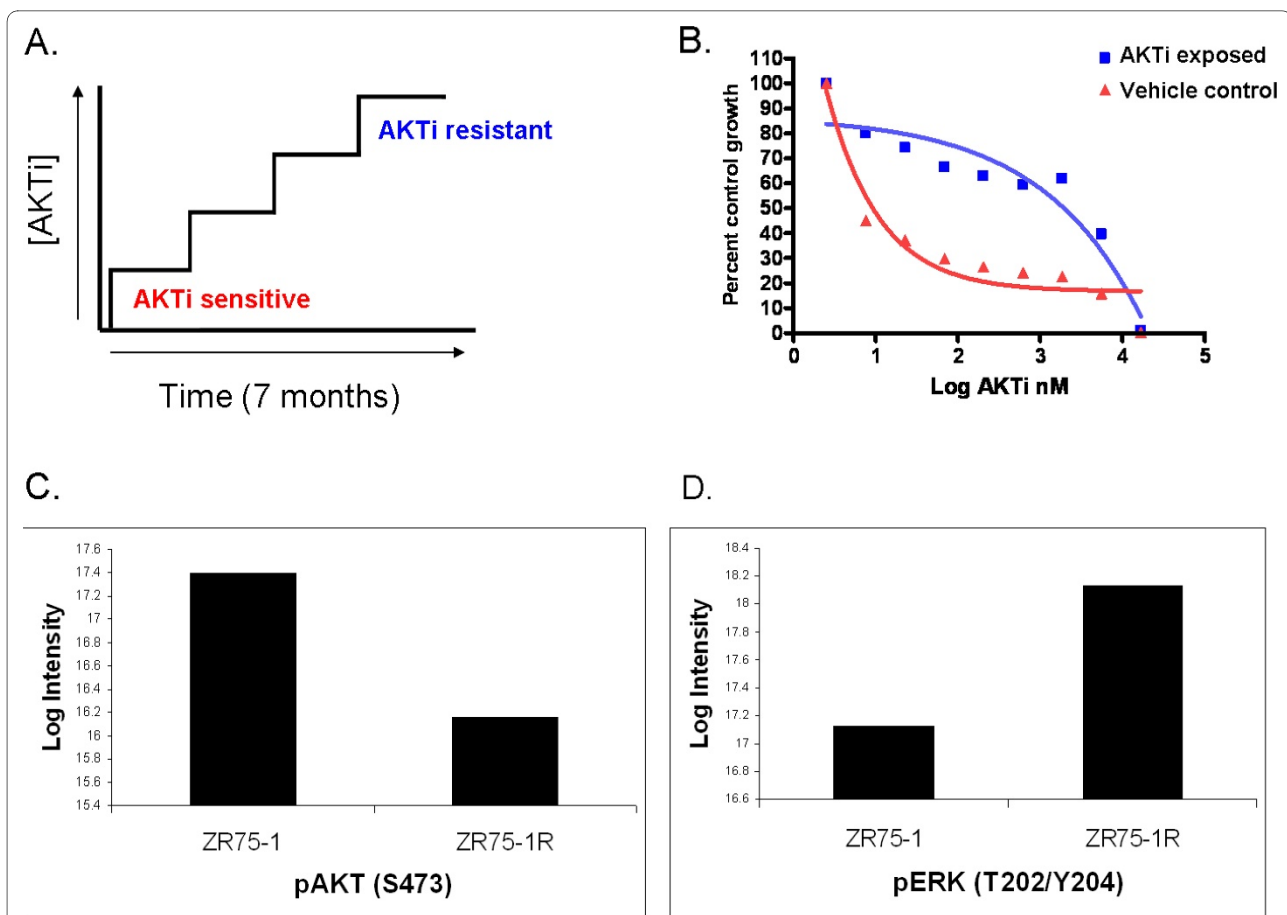 A.
[AKTi]
AKTi resistant
AKTi sensitive
Time (7 months)
B.
AKTi exposed
Vehicle control
Percent control growth
110
100
90
80
70
60
50
40
30
20
10
0
0 1 2 3 4 5
Log AKTi nM
C.
Log Intensity
17.6
17.4
17.2
17
16.8
16.6
16.4
16.2
16
15.8
15.6
15.4
ZR75-1 ZR75-1R
pAKT (S473)
D.
Log Intensity
18.4
18.2
18
17.8
17.6
17.4
17.2
17
16.8
16.6
ZR75-1 ZR75-1R
pERK (T202/Y204)